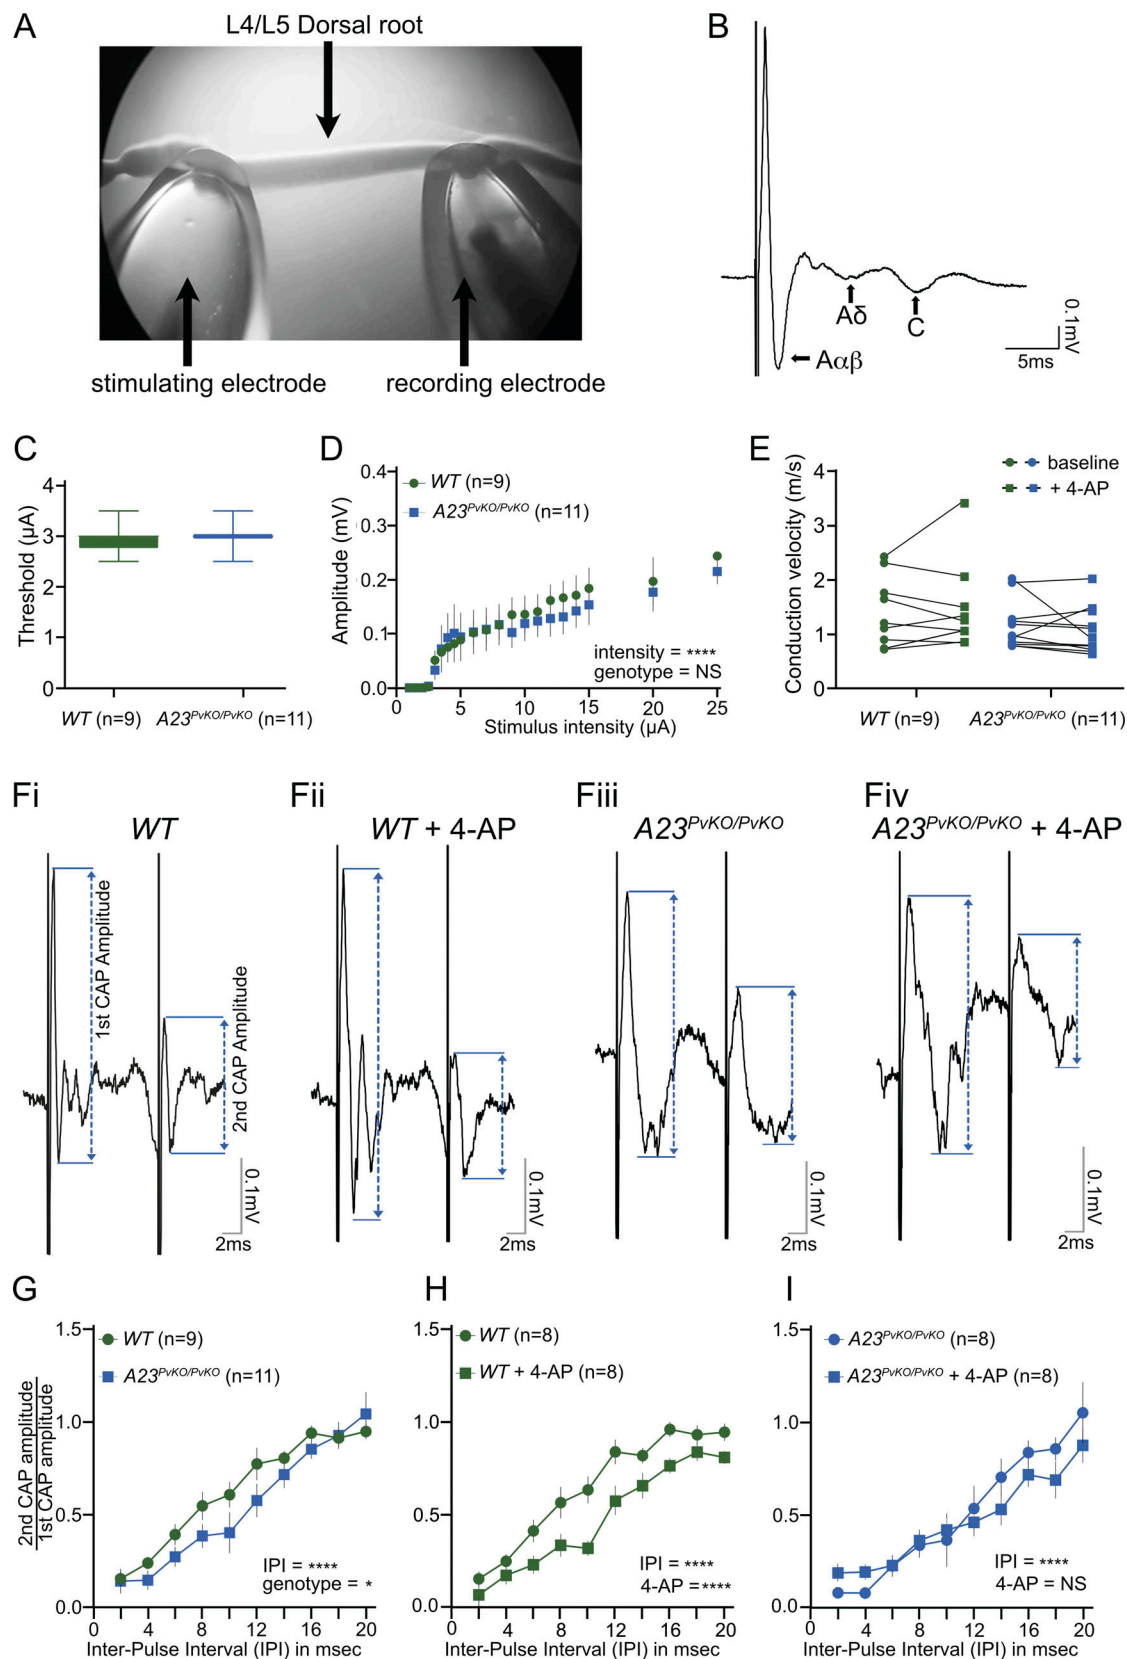 A
L4/L5 Dorsal root
stimulating electrode
recording electrode
B
Aαβ
Aδ
C
0.1mV
5ms
C
Threshold (µA)
4
3
2
1
0
WT (n=9)
A23PvKO/PvKO (n=11)
D
Amplitude (mV)
0.4
0.3
0.2
0.1
0.0
WT (n=9)
A23PvKO/PvKO (n=11)
intensity = ****
genotype = NS
0 5 10 15 20 25
Stimulus intensity (µA)
E
Conduction velocity (m/s)
4
3
2
1
0
baseline
+ 4-AP
WT (n=9)
A23PvKO/PvKO (n=11)
Fi
WT
1st CAP Amplitude
2nd CAP Amplitude
0.1mV
2ms
Fii
WT + 4-AP
0.1mV
2ms
Fiii
A23PvKO/PvKO
0.1mV
2ms
Fiv
A23PvKO/PvKO + 4-AP
0.1mV
2ms
G
2nd CAP amplitude
1st CAP amplitude
1.5
1.0
0.5
0.0
WT (n=9)
A23PvKO/PvKO (n=11)
IPI = ****
genotype = *
0 4 8 12 16 20
Inter-Pulse Interval (IPI) in msec
H
1.5
1.0
0.5
0.0
WT (n=8)
WT + 4-AP (n=8)
IPI = ****
4-AP = ****
0 4 8 12 16 20
Inter-Pulse Interval (IPI) in msec
I
1.5
1.0
0.5
0.0
A23PvKO/PvKO (n=8)
A23PvKO/PvKO + 4-AP (n=8)
IPI = ****
4-AP = NS
0 4 8 12 16 20
Inter-Pulse Interval (IPI) in msec